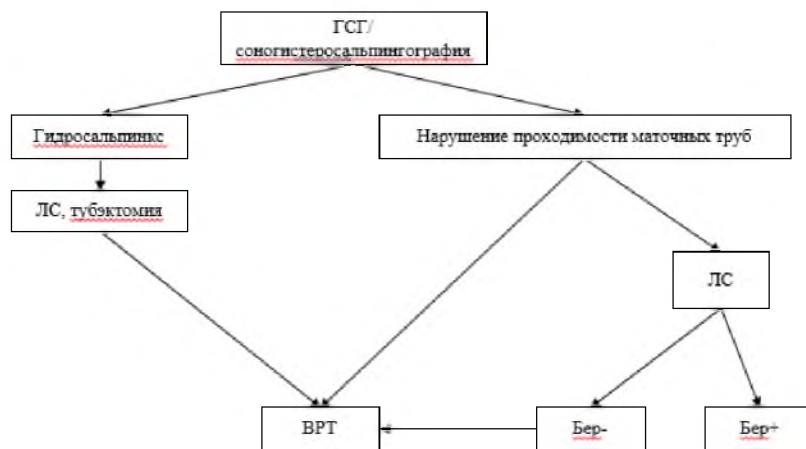 ГСГ/
соногистеросальпингография
Гидросальпинкс
Нарушение проходимости маточных труб
ЛС, тубэктомия
ЛС
ВРТ
Бер-
Бер+